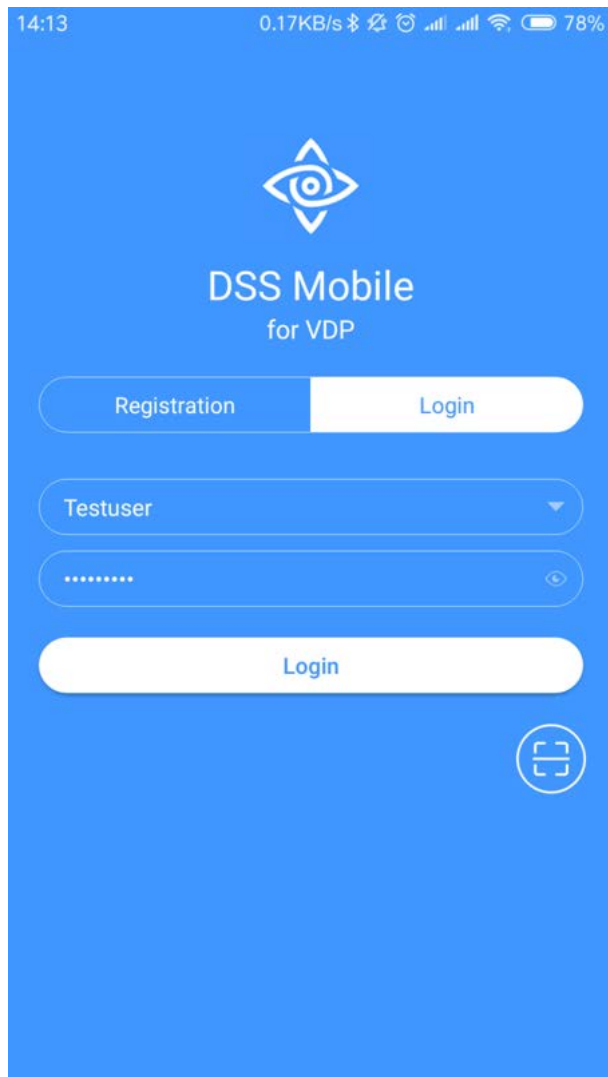 14:13 0.17KB/s 78%
DSS Mobile
for VDP
Registration Login
Testuser
•••••••••
Login